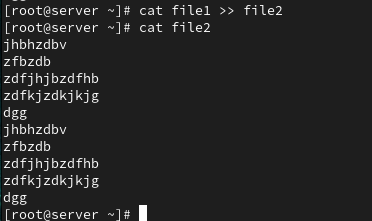 [root@server ~]# cat file1 >> file2
[root@server ~]# cat file2
jhbhzdbv
zfbzdb
zdfjhjbzdfhb
zdfkjzdkjkjg
dgg
jhbhzdbv
zfbzdb
zdfjhjbzdfhb
zdfkjzdkjkjg
dgg
[root@server ~]#